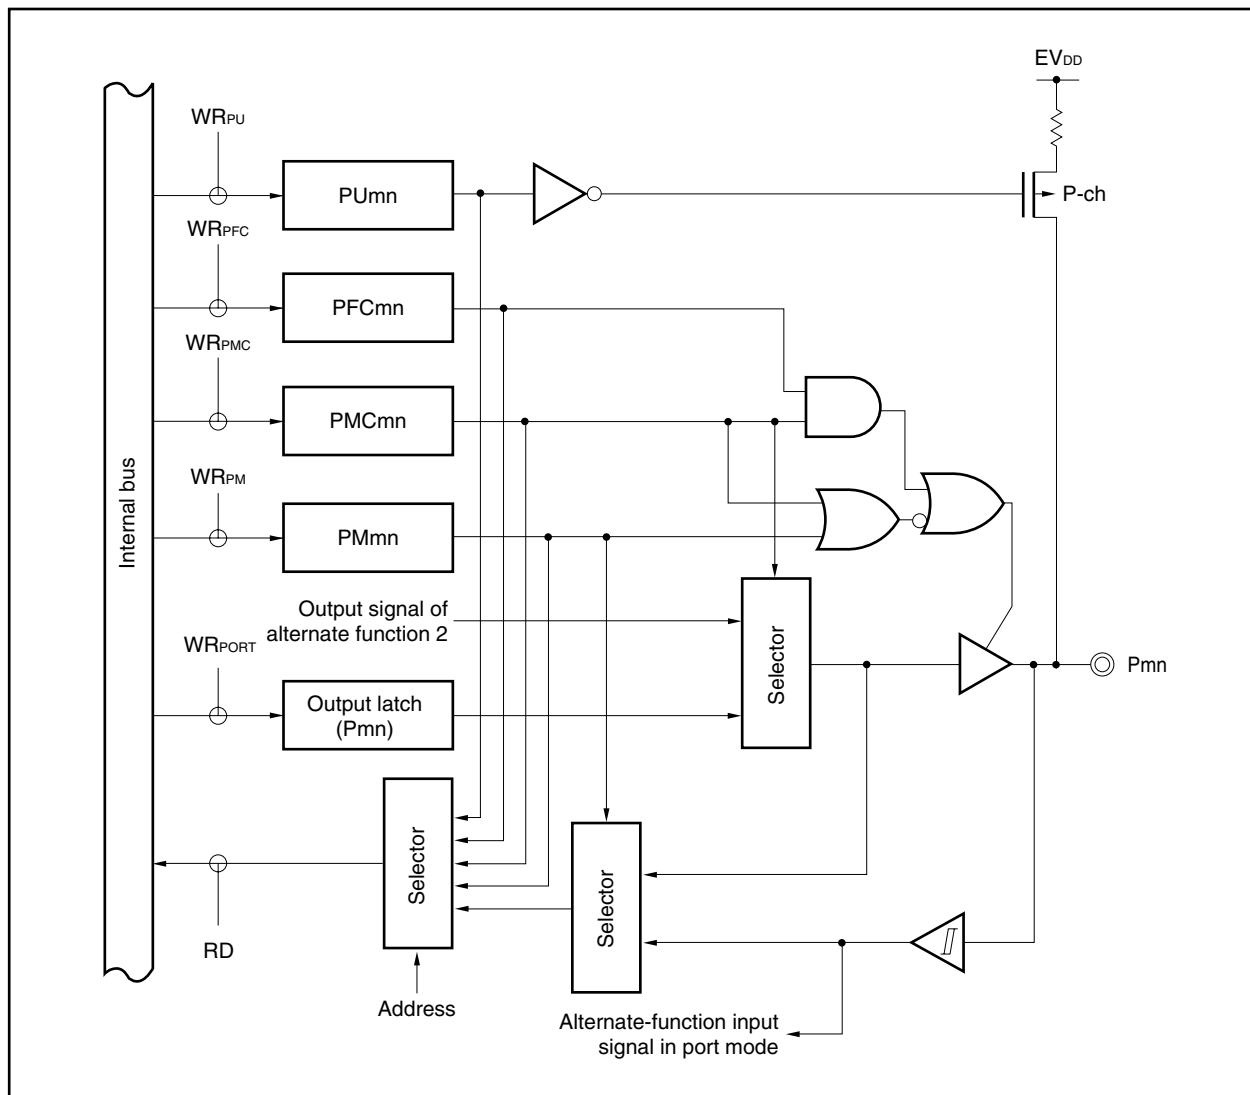 EVDD
WRPU
PUmn
P-ch
WRPFC
PFCmn
WRPMC
PMCmn
WRPM
PMmn
Internal bus
Output signal of
alternate function 2
Selector
WRPORT
Pmn
Output latch
(Pmn)
Selector
Selector
RD
Address
Alternate-function input
signal in port mode